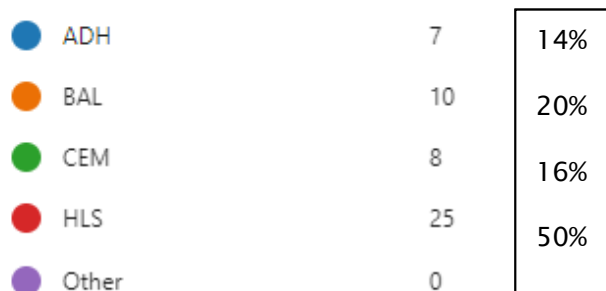 ADH 7 14%
BAL 10 20%
CEM 8 16%
HLS 25 50%
Other 0